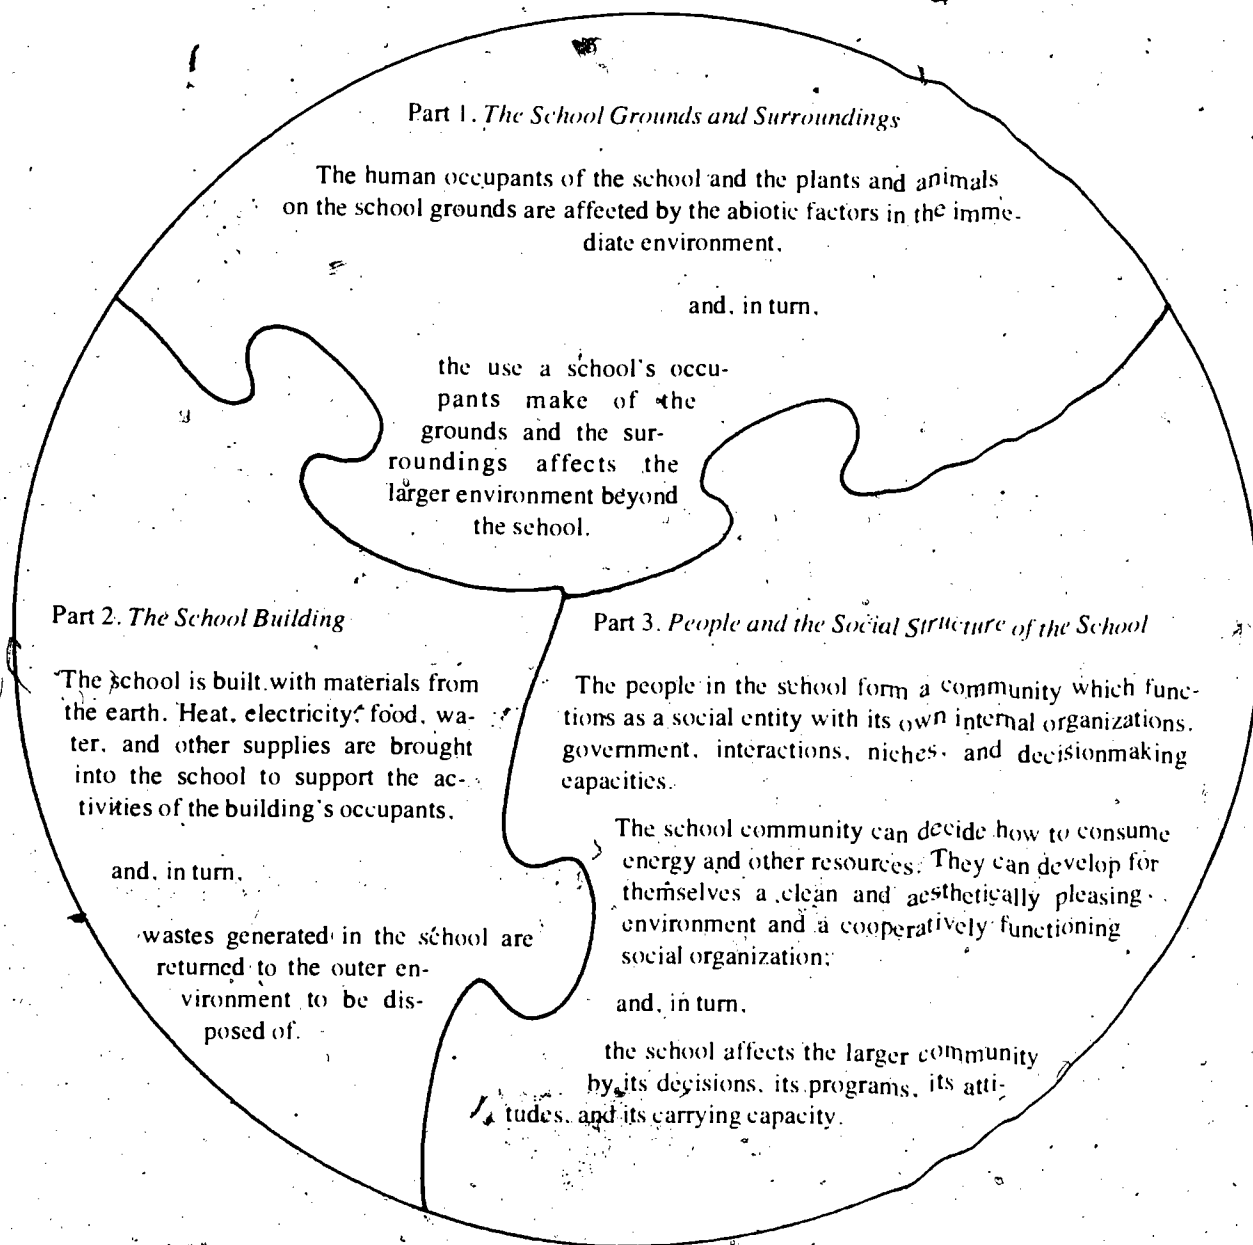 Part 1. The School Grounds and Surroundings
The human occupants of the school and the plants and animals
on the school grounds are affected by the abiotic factors in the imme-
diate environment,
and, in turn,
the use a school's occu-
pants make of the
grounds and the sur-
roundings affects the
larger environment beyond
the school.
Part 2. The School Building
The school is built with materials from
the earth. Heat, electricity, food, wa-
ter, and other supplies are brought
into the school to support the ac-
tivities of the building's occupants,
and, in turn,
wastes generated in the school are
returned to the outer en-
vironment to be dis-
posed of.
Part 3. People and the Social Structure of the School
The people in the school form a community which func-
tions as a social entity with its own internal organizations,
government, interactions, niches, and decisionmaking
capacities.
The school community can decide how to consume
energy and other resources. They can develop for
themselves a clean and aesthetically pleasing
environment and a cooperatively functioning
social organization;
and, in turn,
the school affects the larger community
by its decisions, its programs, its atti-
tudes, and its carrying capacity.